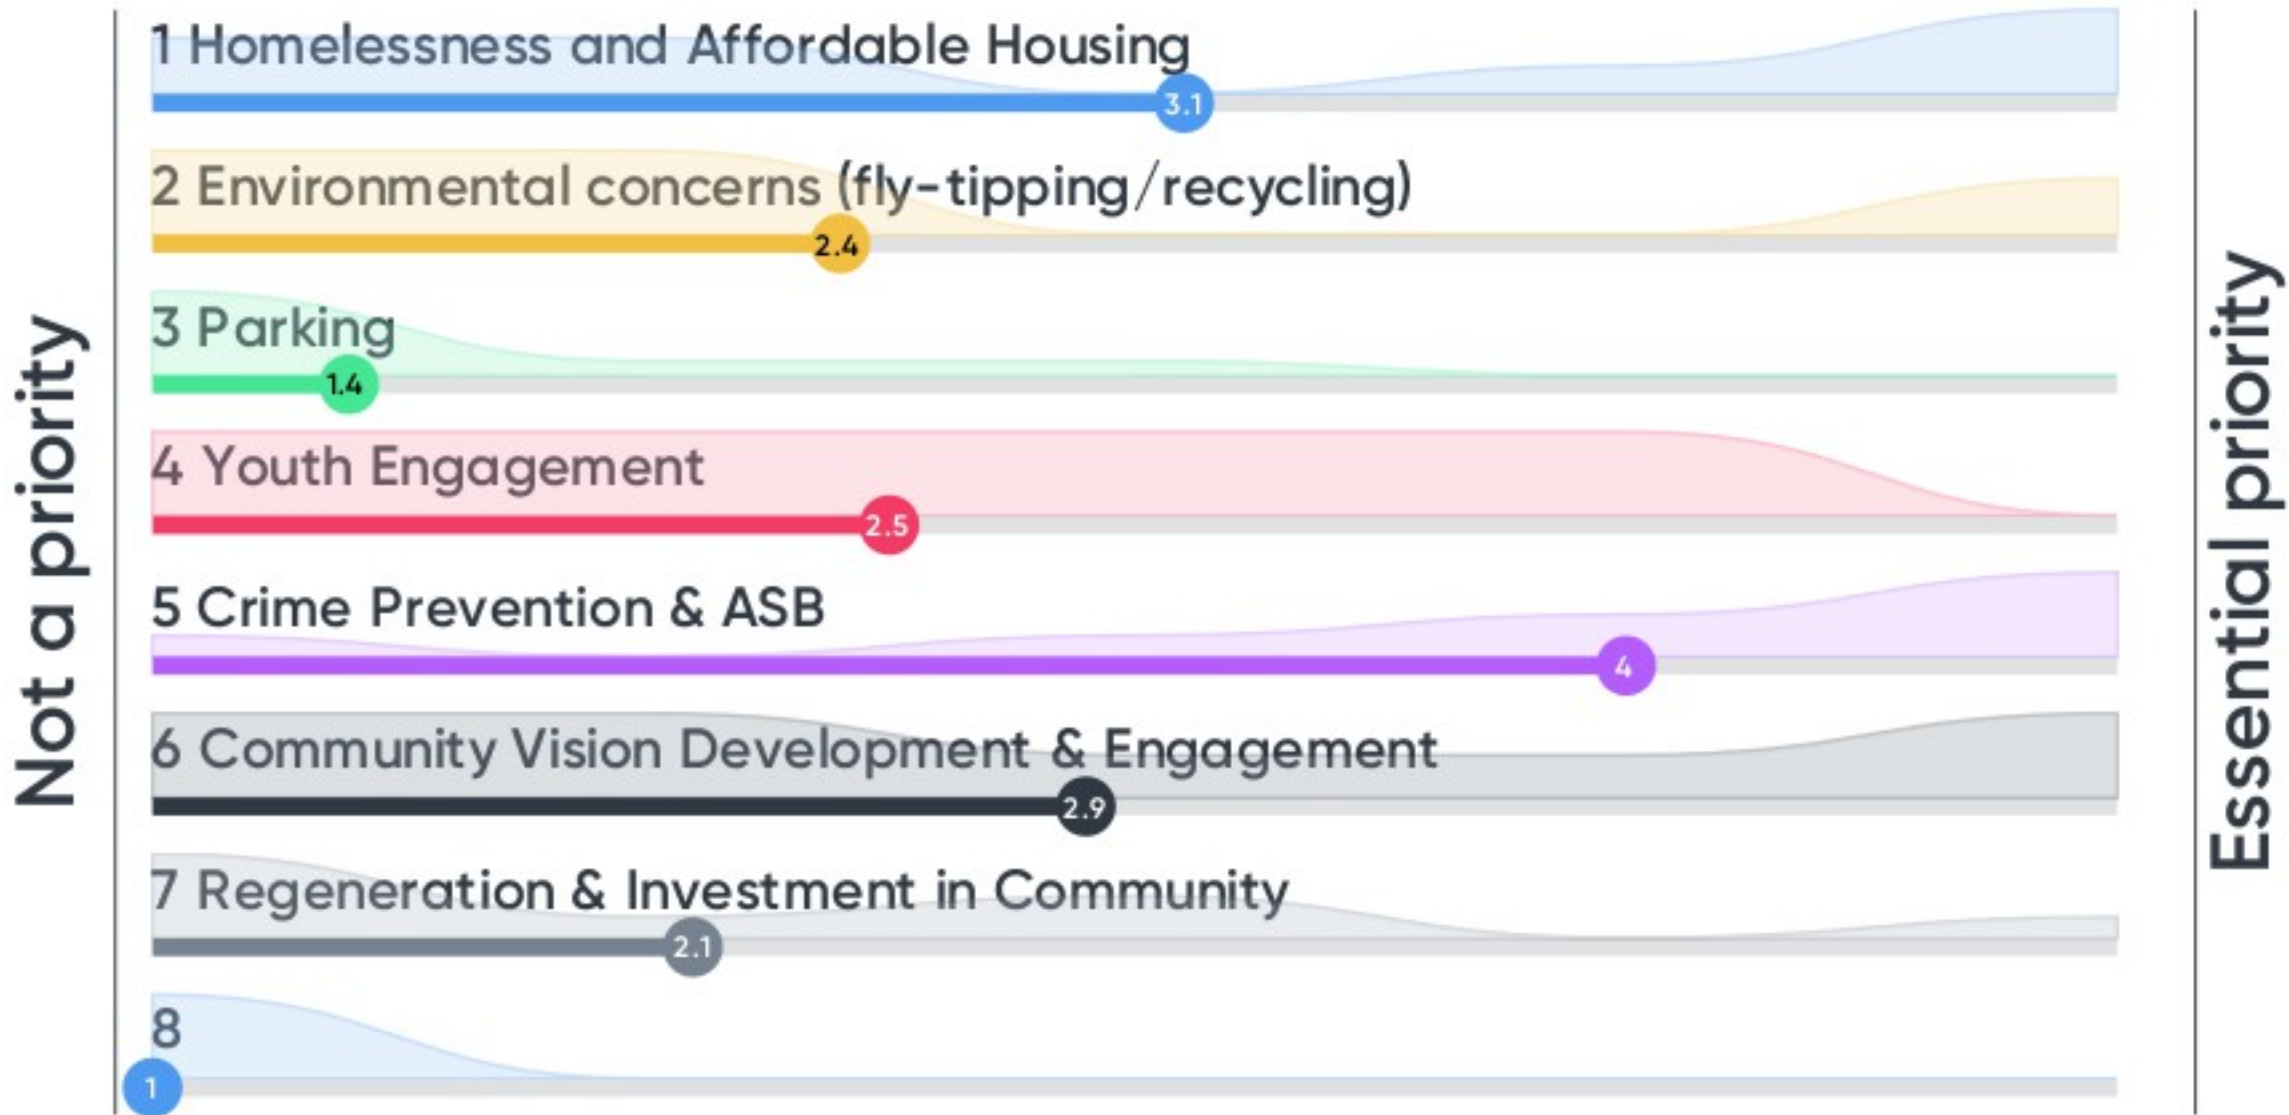 Not a priority
1 Homelessness and Affordable Housing
3.1
2 Environmental concerns (fly-tipping/recycling)
2.4
3 Parking
1.4
4 Youth Engagement
2.5
5 Crime Prevention & ASB
4
6 Community Vision Development & Engagement
2.9
7 Regeneration & Investment in Community
2.1
8
1
Essential priority